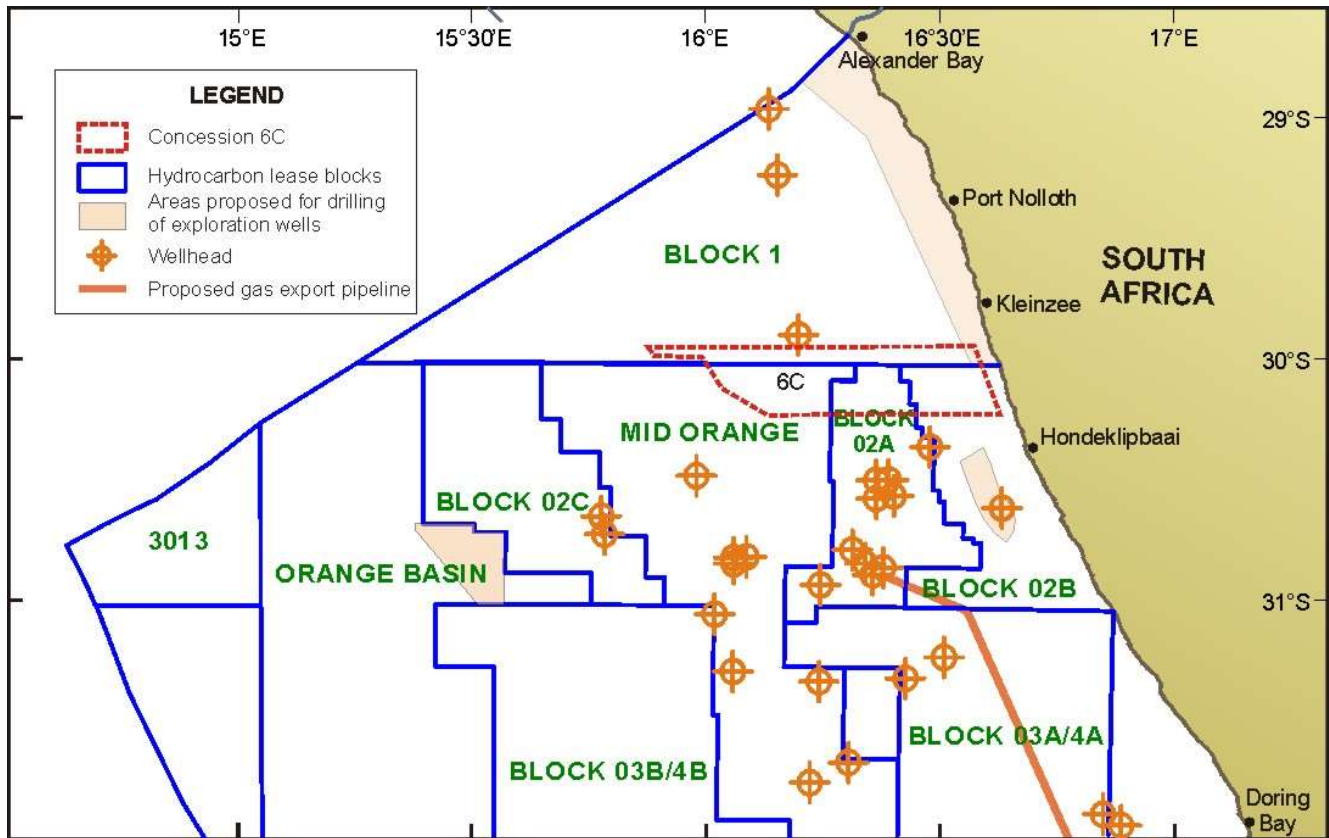 15°E
15°30'E
16°E
16°30'E
17°E
Alexander Bay
LEGEND
Concession 6C
Hydrocarbon lease blocks
Areas proposed for drilling
of exploration wells
Wellhead
Proposed gas export pipeline
29°S
Port Nolloth
BLOCK 1
SOUTH
AFRICA
Kleinzee
30°S
6C
MID ORANGE
BLOCK
02A
Hondeklipbaai
BLOCK 02C
3013
ORANGE BASIN
BLOCK 02B
31°S
BLOCK 03A/4A
BLOCK 03B/4B
Doring
Bay